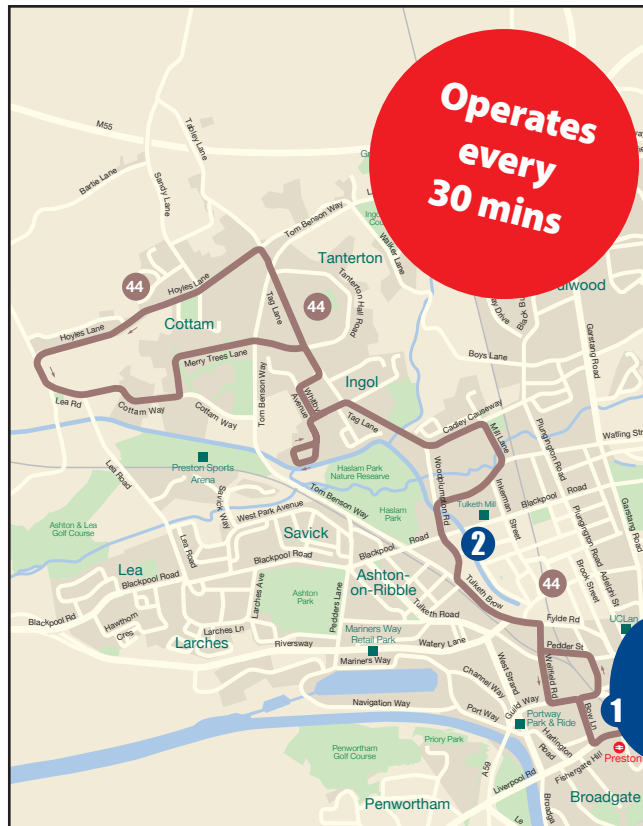 Operates
every
30 mins
M55
Tabley Lane
Bartle Lane
Sandy Lane
Tom Benson Way
Walker Lane
Tanterton
44
Hoyles Lane
Tag Lane
44
Tanterton Hall
Road
Cottam
Hoyles Lane
Merry Trees Lane
Tom Benson Way
Whitby
Avenue
Ingol
Boys Lane
Garstang Road
Lea Rd
Cottam Way
Cottam Way
Tag Lane
Cadley Causeway
Mill Lane
Plungington Road
Lea Road
Preston Sports
Arena
Haslam Park
Nature Researve
Woodplumpton Rd
Tom Benson Way
Haslam
Park
Tulketh Mill
Inkerman
Street
Blackpool Road
Ashton & Lea
Golf Course
Savick Way
West Park Avenue
Savick
2
Plungington Road
Garstang Road
Lea Road
Blackpool Road
Blackpool Road
Lea
Blackpool Road
Ashton-
on-Ribble
44
Brook Street
Adelphi St
Larches Ave
Ashton
Park
Pedders Lane
Tulketh Brow
Blackpool Rd
Hawthorn
Cres
Tulketh Road
Fylde Rd
UCLan
Larches Ln
Larches
Riversway
Mariners Way
Retail Park
Watery Lane
Pedder St
Mariners Way
West Strand
Wellfield Rd
Channel Way
Navigation Way
Port Way
Guild Way
Bow Ln
1
Portway
Park & Ride
Hartington
Road
Penwortham
Golf Course
Priory Park
Preston
A59
Liverpool Rd
Fishergate Hill
Penwortham
Broadgate